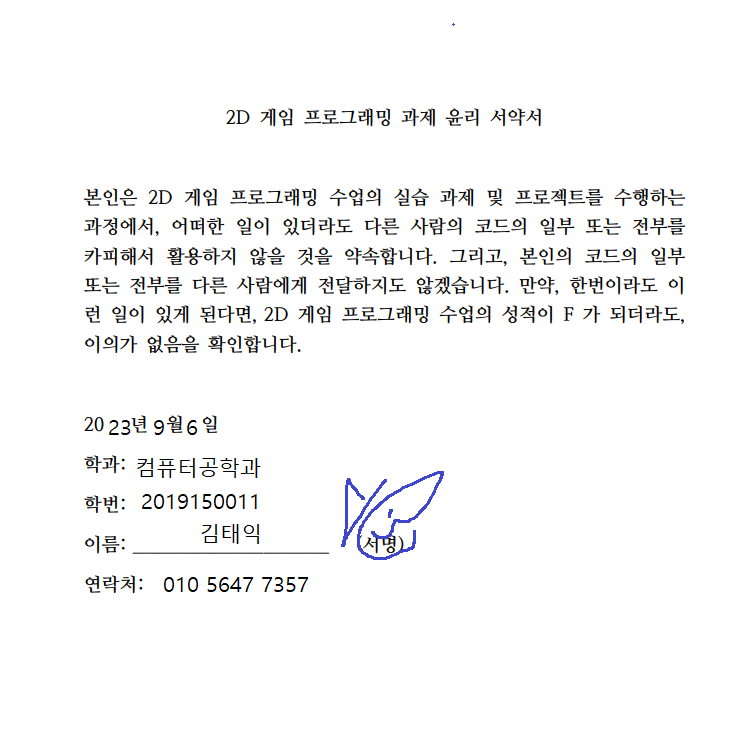 2D 게임 프로그래밍 과제 윤리 서약서
본인은 2D 게임 프로그래밍 수업의 실습 과제 및 프로젝트를 수행하는
과정에서, 어떠한 일이 있더라도 다른 사람의 코드의 일부 또는 전부를
카피해서 활용하지 않을 것을 약속합니다. 그리고, 본인의 코드의 일부
또는 전부를 다른 사람에게 전달하지도 않겠습니다. 만약, 한번이라도 이
런 일이 있게 된다면, 2D 게임 프로그래밍 수업의 성적이 F 가 되더라도,
이의가 없음을 확인합니다.
2023년 9월 6일
학과: 컴퓨터공학과
학번: 2019150011
이름: 김태익 (서명)
연락처: 010 5647 7357